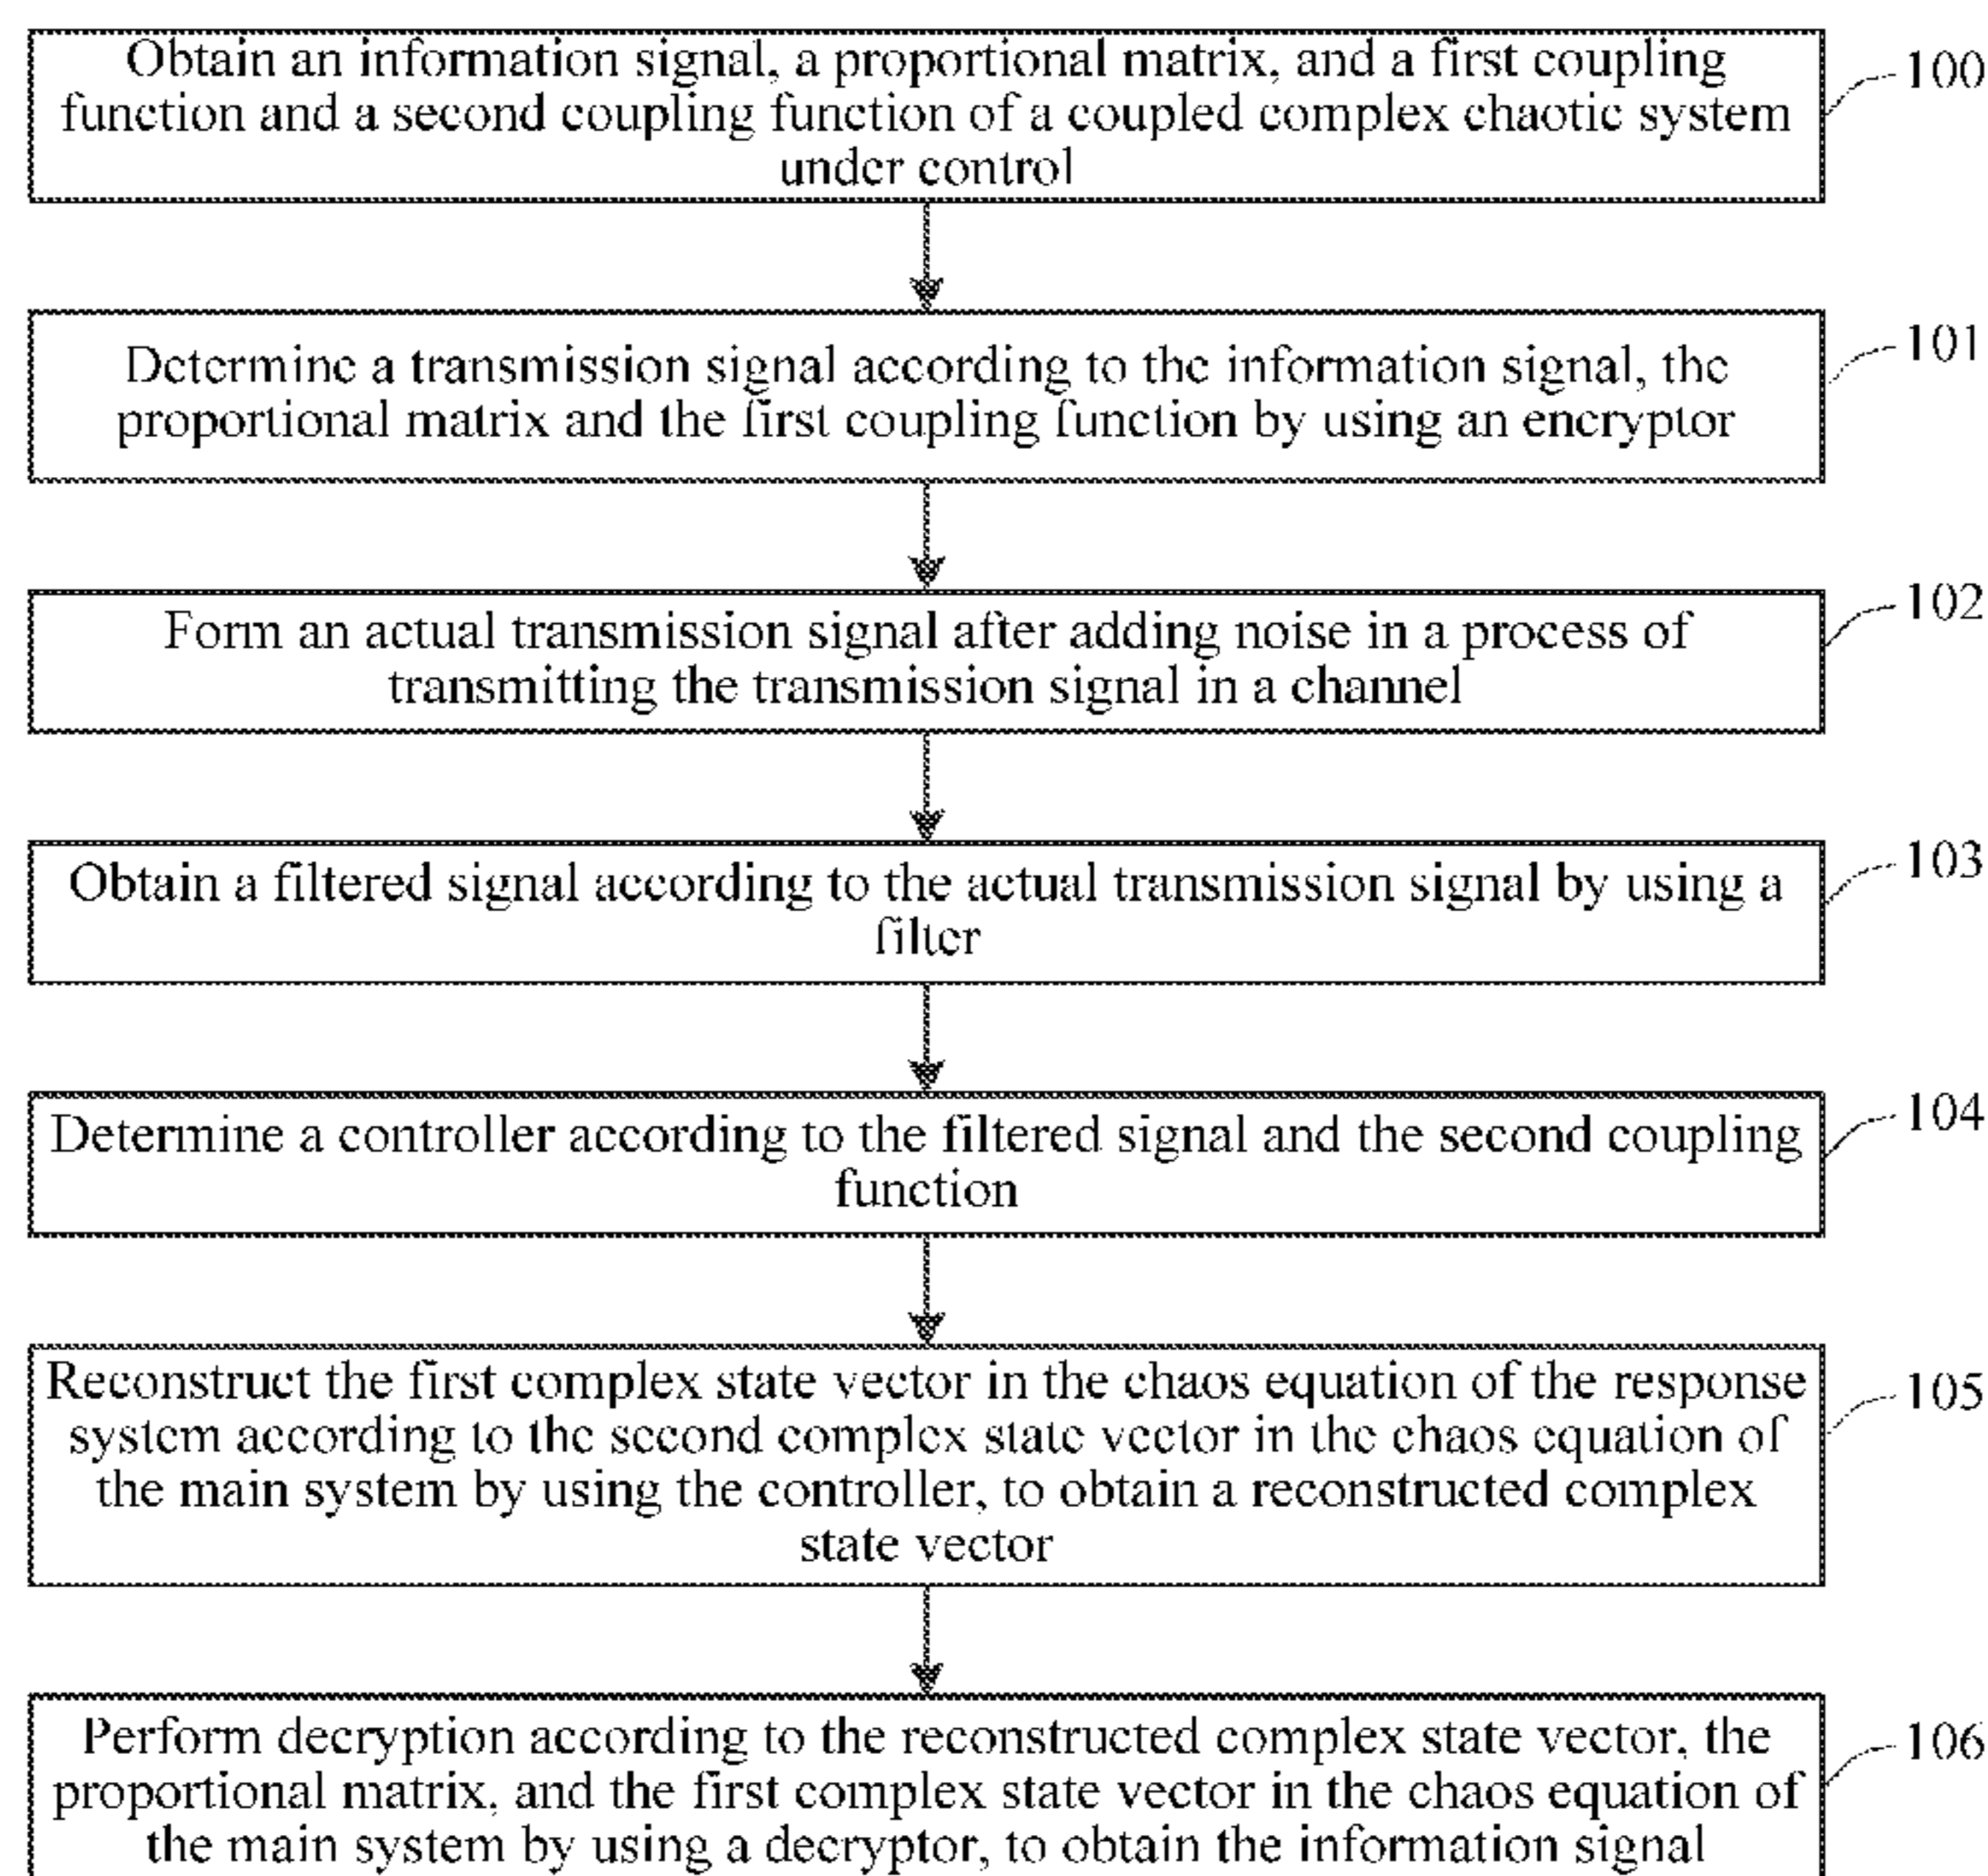 Obtain an information signal, a proportional matrix, and a first coupling
function and a second coupling function of a coupled complex chaotic system
under control
100
Determine a transmission signal according to the information signal, the
proportional matrix and the first coupling function by using an encryptor
101
Form an actual transmission signal after adding noise in a process of
transmitting the transmission signal in a channel
102
Obtain a filtered signal according to the actual transmission signal by using a
filter
103
Determine a controller according to the filtered signal and the second coupling
function
104
Reconstruct the first complex state vector in the chaos equation of the response
system according to the second complex state vector in the chaos equation of
the main system by using the controller, to obtain a reconstructed complex
state vector
105
Perform decryption according to the reconstructed complex state vector, the
proportional matrix, and the first complex state vector in the chaos equation of
the main system by using a decryptor, to obtain the information signal
106